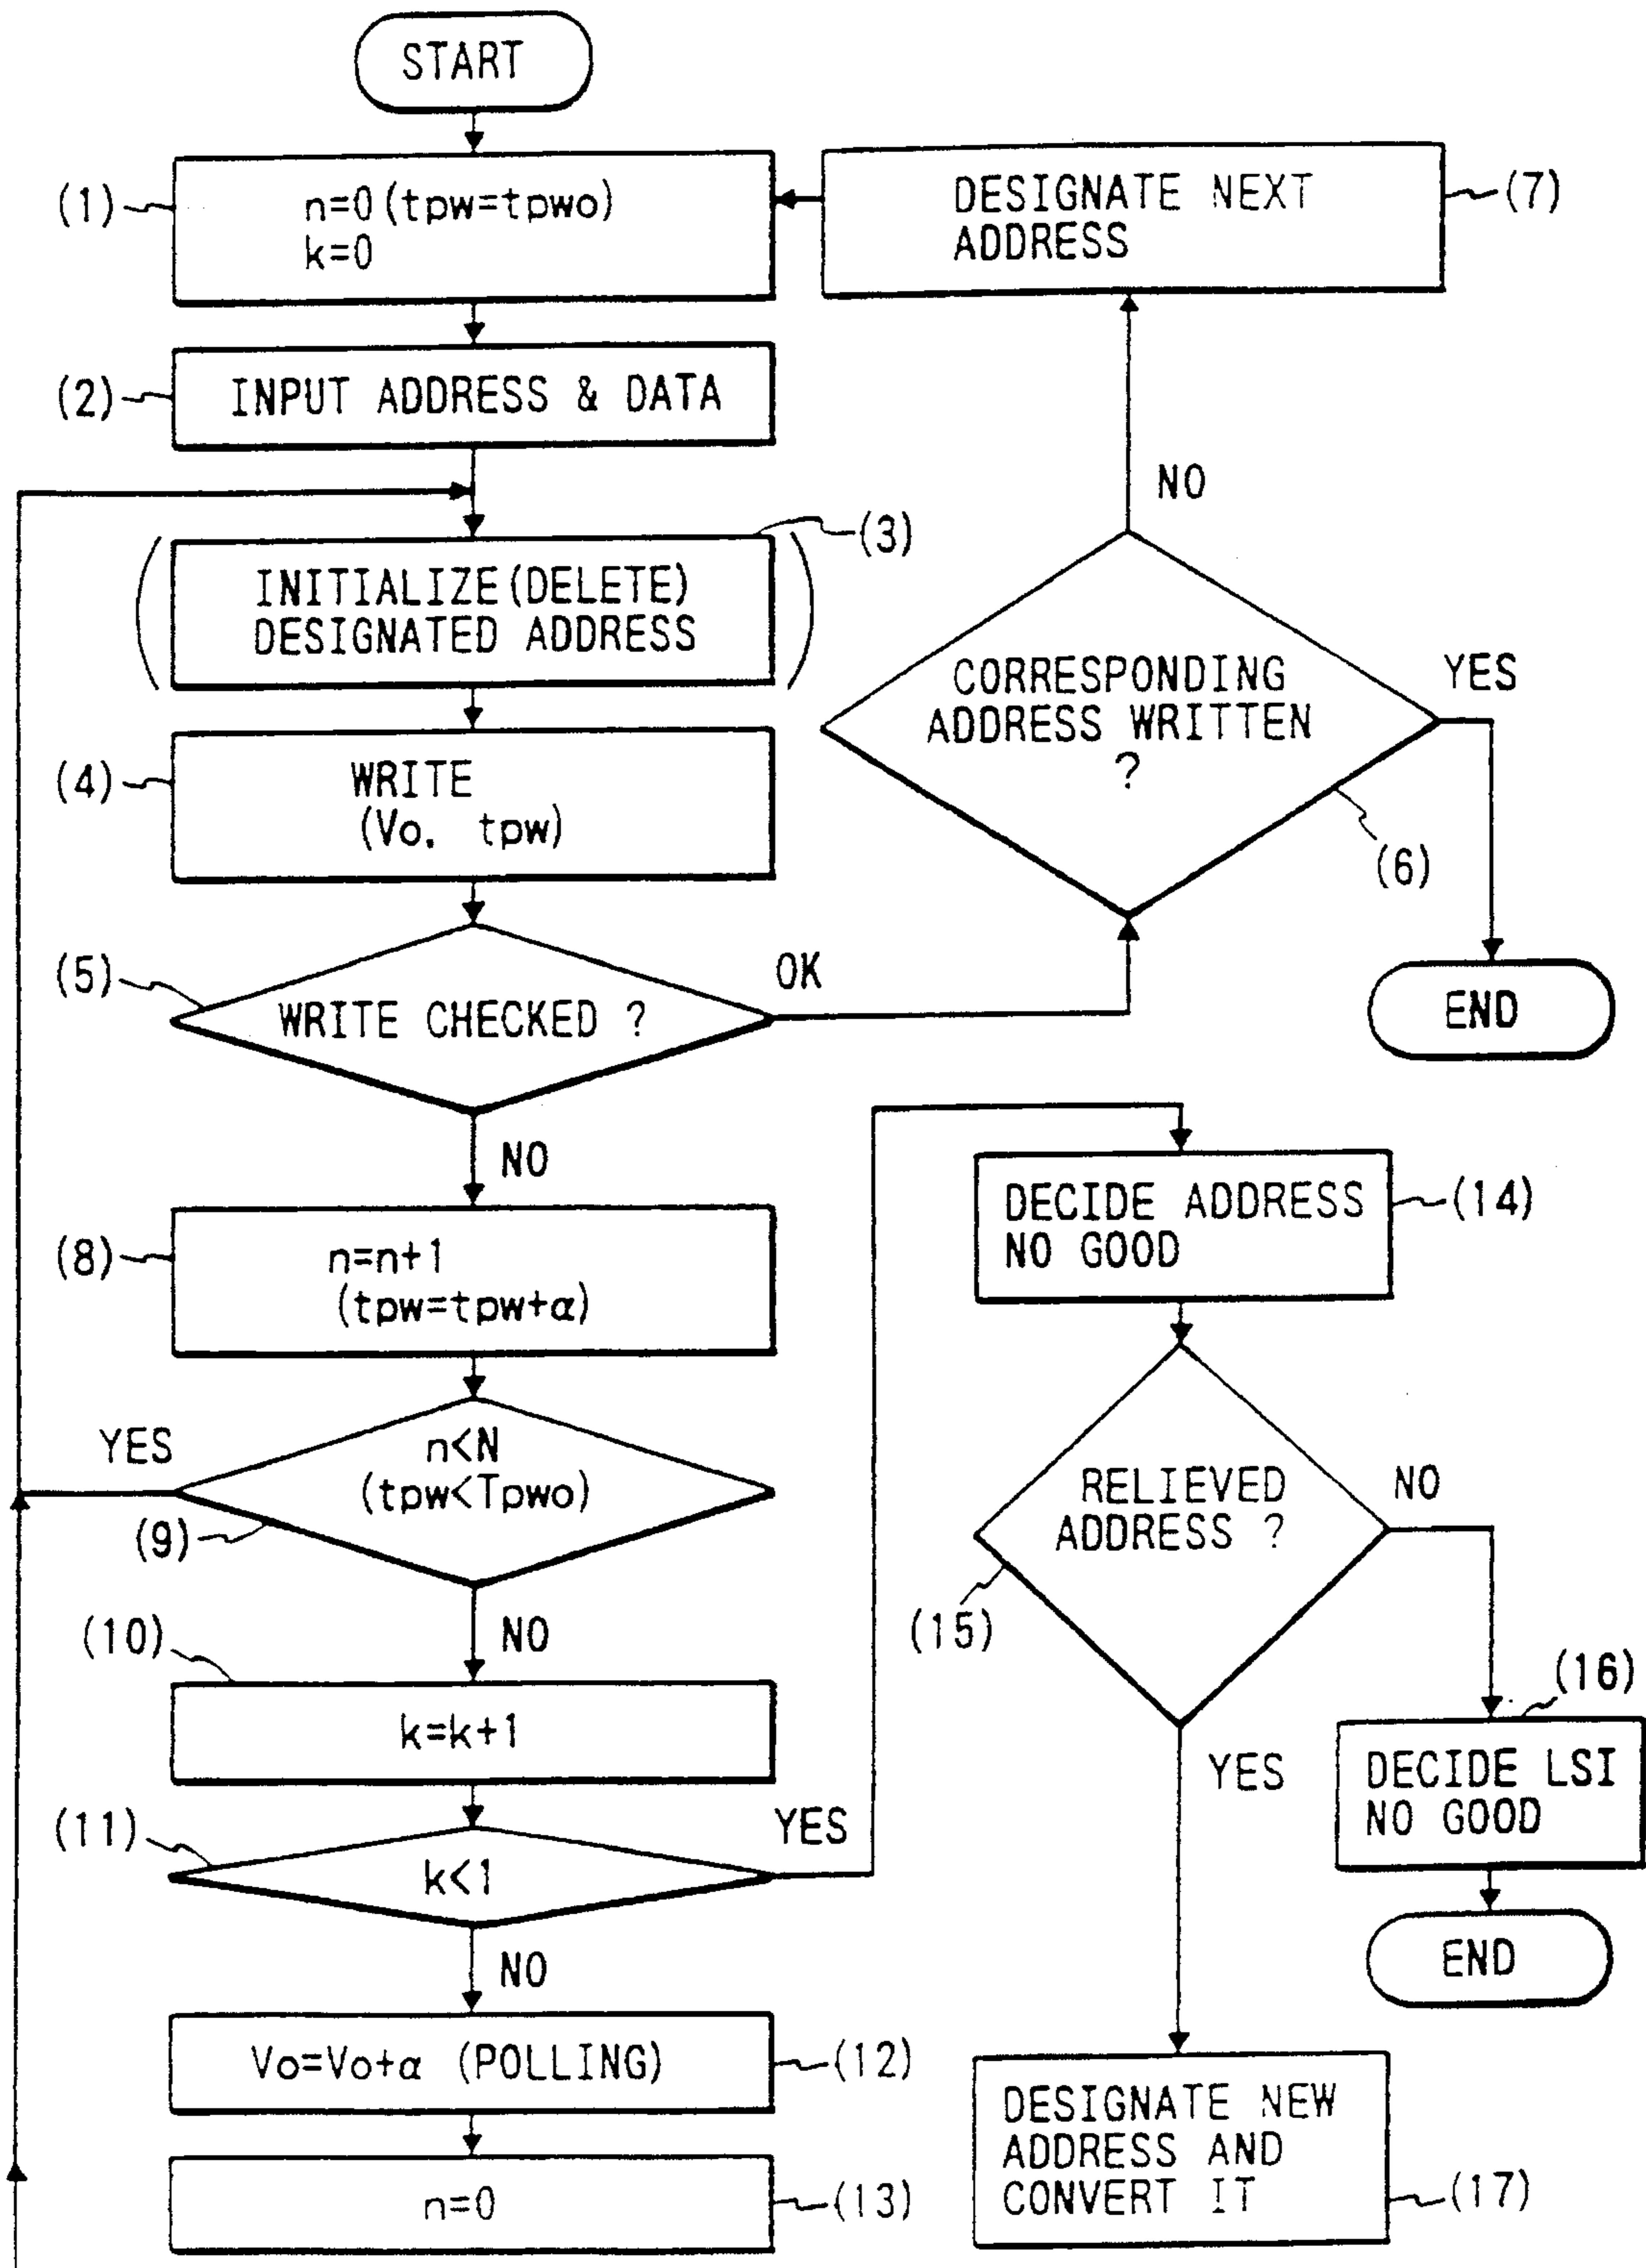 START
(1)
n=0(tpw=tpwo)
k=0
DESIGNATE NEXT
ADDRESS
(7)
(2)
INPUT ADDRESS & DATA
NO
(3)
INITIALIZE(DELETE)
DESIGNATED ADDRESS
CORRESPONDING
ADDRESS WRITTEN
?
YES
(6)
(4)
WRITE
(Vo. tpw)
(5)
WRITE CHECKED ?
OK
END
NO
(8)
n=n+1
(tpw=tpw+α)
DECIDE ADDRESS
NO GOOD
(14)
YES
n<N
(tpw<Tpwo)
(9)
RELIEVED
ADDRESS ?
NO
(15)
NO
(10)
k=k+1
YES
(16)
DECIDE LSI
NO GOOD
END
(11)
k<1
YES
NO
Vo=Vo+α (POLLING)
(12)
n=0
(13)
DESIGNATE NEW
ADDRESS AND
CONVERT IT
(17)